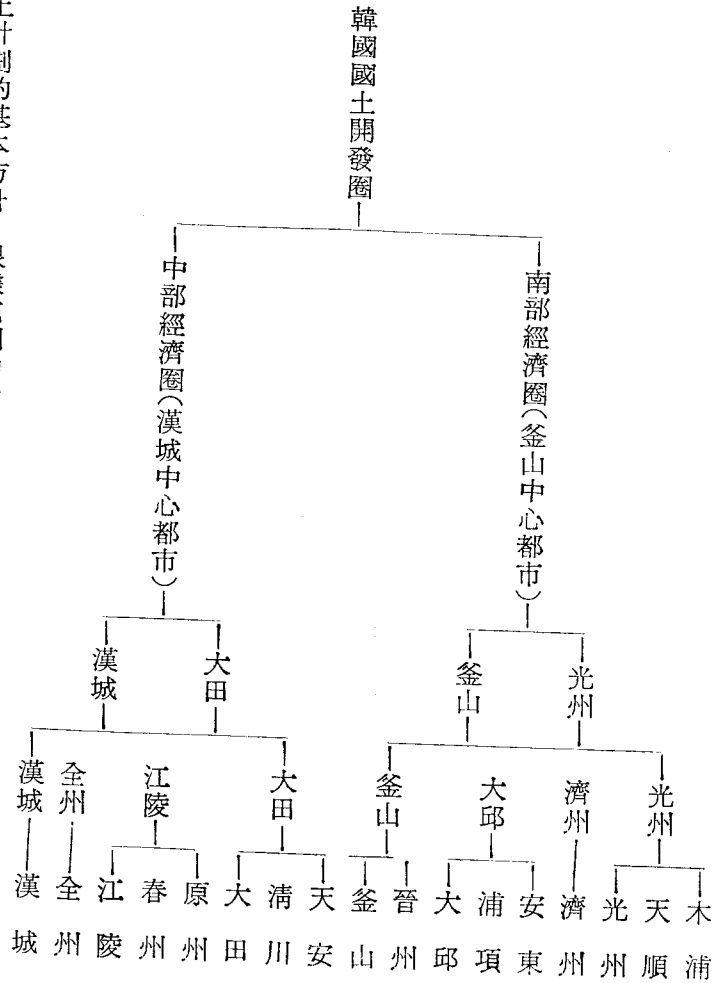 韓國國土開發圈
南部經濟圈(釜山中心都市)
中部經濟圈(漢城中心都市)
光州
釜山
大田
漢城
光州
濟州
大邱
釜山
大田
江陵
全州
漢城
木浦
天順
光州
濟州
安東
浦項
大邱
晉州
釜山
天安
淸川
大田
原州
春州
江陵
全州
漢城